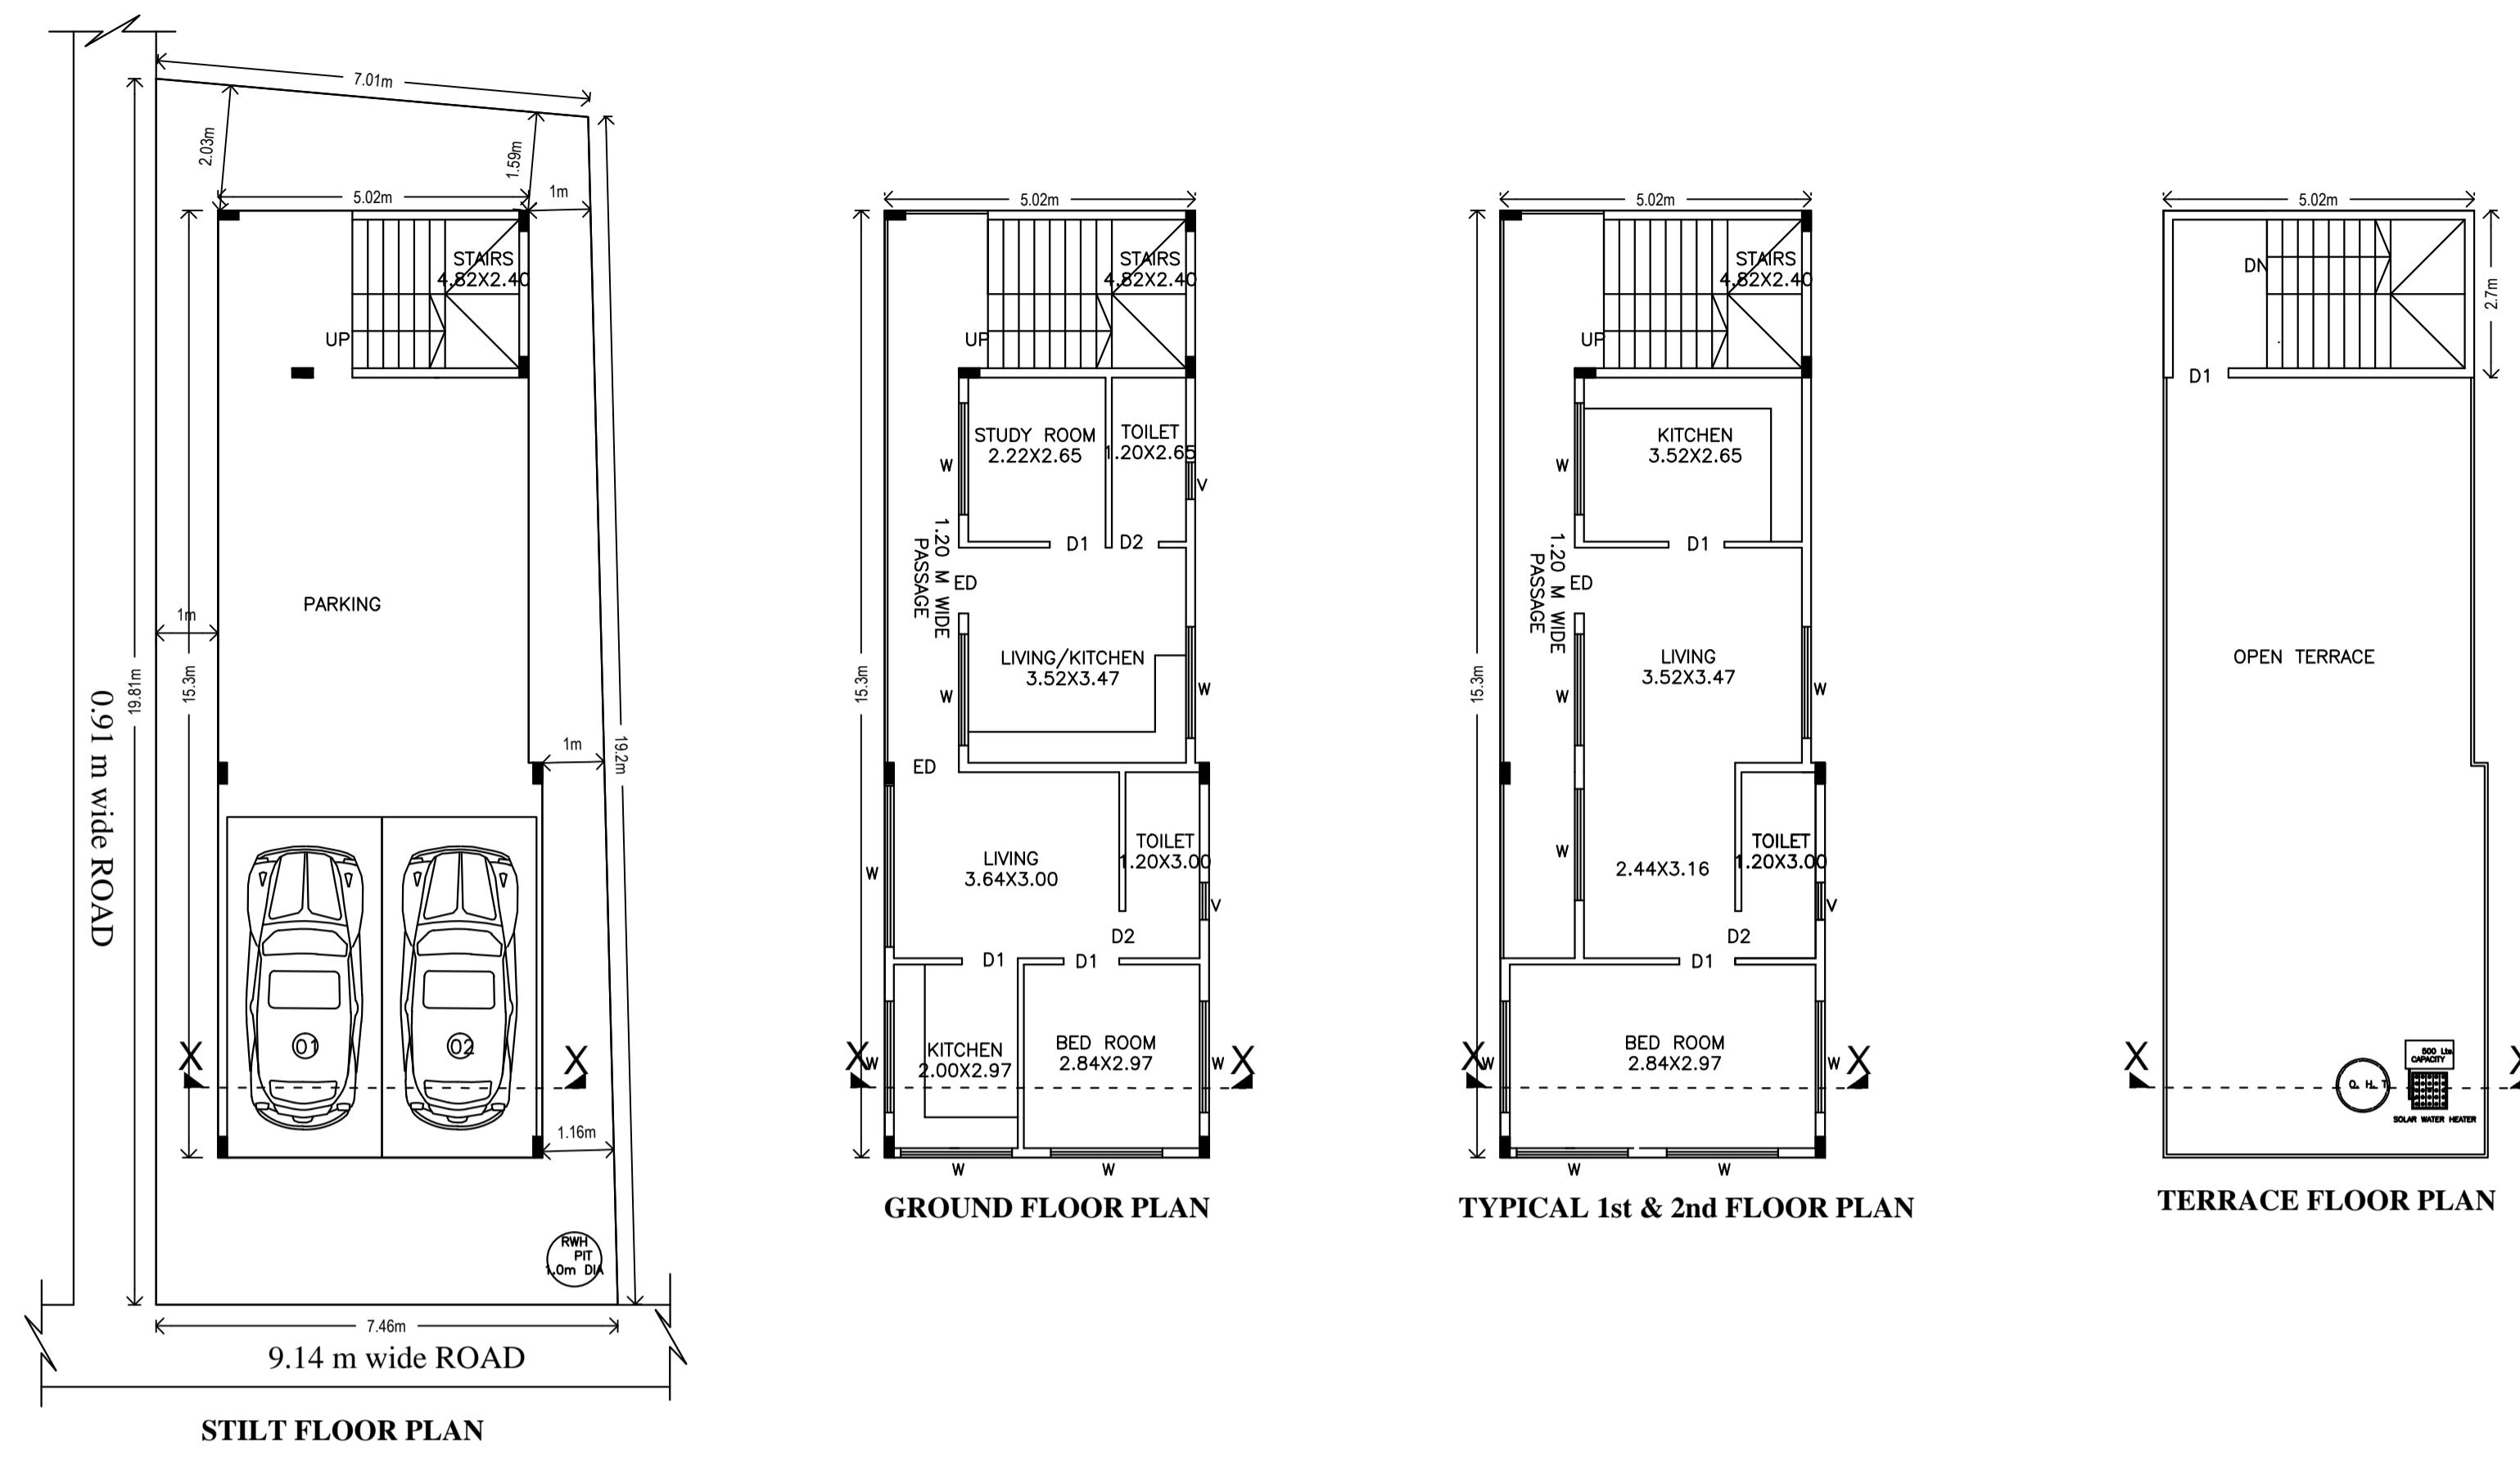 7.01m
2.03m
1.59m
5.02m
1m
STAIRS
4.82X2.40
UP
PARKING
1m
19.81m
15.3m
0.91 m wide ROAD
1m
19.2m
01
02
X
X
1.16m
RWH
PIT
1.0m DIA
7.46m
9.14 m wide ROAD
STILT FLOOR PLAN
5.02m
STAIRS
4.82X2.40
UP
STUDY ROOM
2.22X2.65
TOILET
1.20X2.65
W
V
D1
D2
1.20 M WIDE
PASSAGE
ED
15.3m
LIVING/KITCHEN
3.52X3.47
W
W
ED
LIVING
3.64X3.00
TOILET
1.20X3.00
W
V
D2
D1
D1
KITCHEN
2.00X2.97
BED ROOM
2.84X2.97
X
W
W
X
W
W
GROUND FLOOR PLAN
5.02m
STAIRS
4.82X2.40
UP
KITCHEN
3.52X2.65
W
D1
1.20 M WIDE
PASSAGE
ED
15.3m
LIVING
3.52X3.47
W
W
2.44X3.16
TOILET
1.20X3.00
W
V
D2
D1
BED ROOM
2.84X2.97
X
W
W
X
W
W
TYPICAL 1st & 2nd FLOOR PLAN
5.02m
DN
2.7m
D1
OPEN TERRACE
X
O. H. T
500 Lts.
CAPACITY
SOLAR WATER HEATER
X
TERRACE FLOOR PLAN